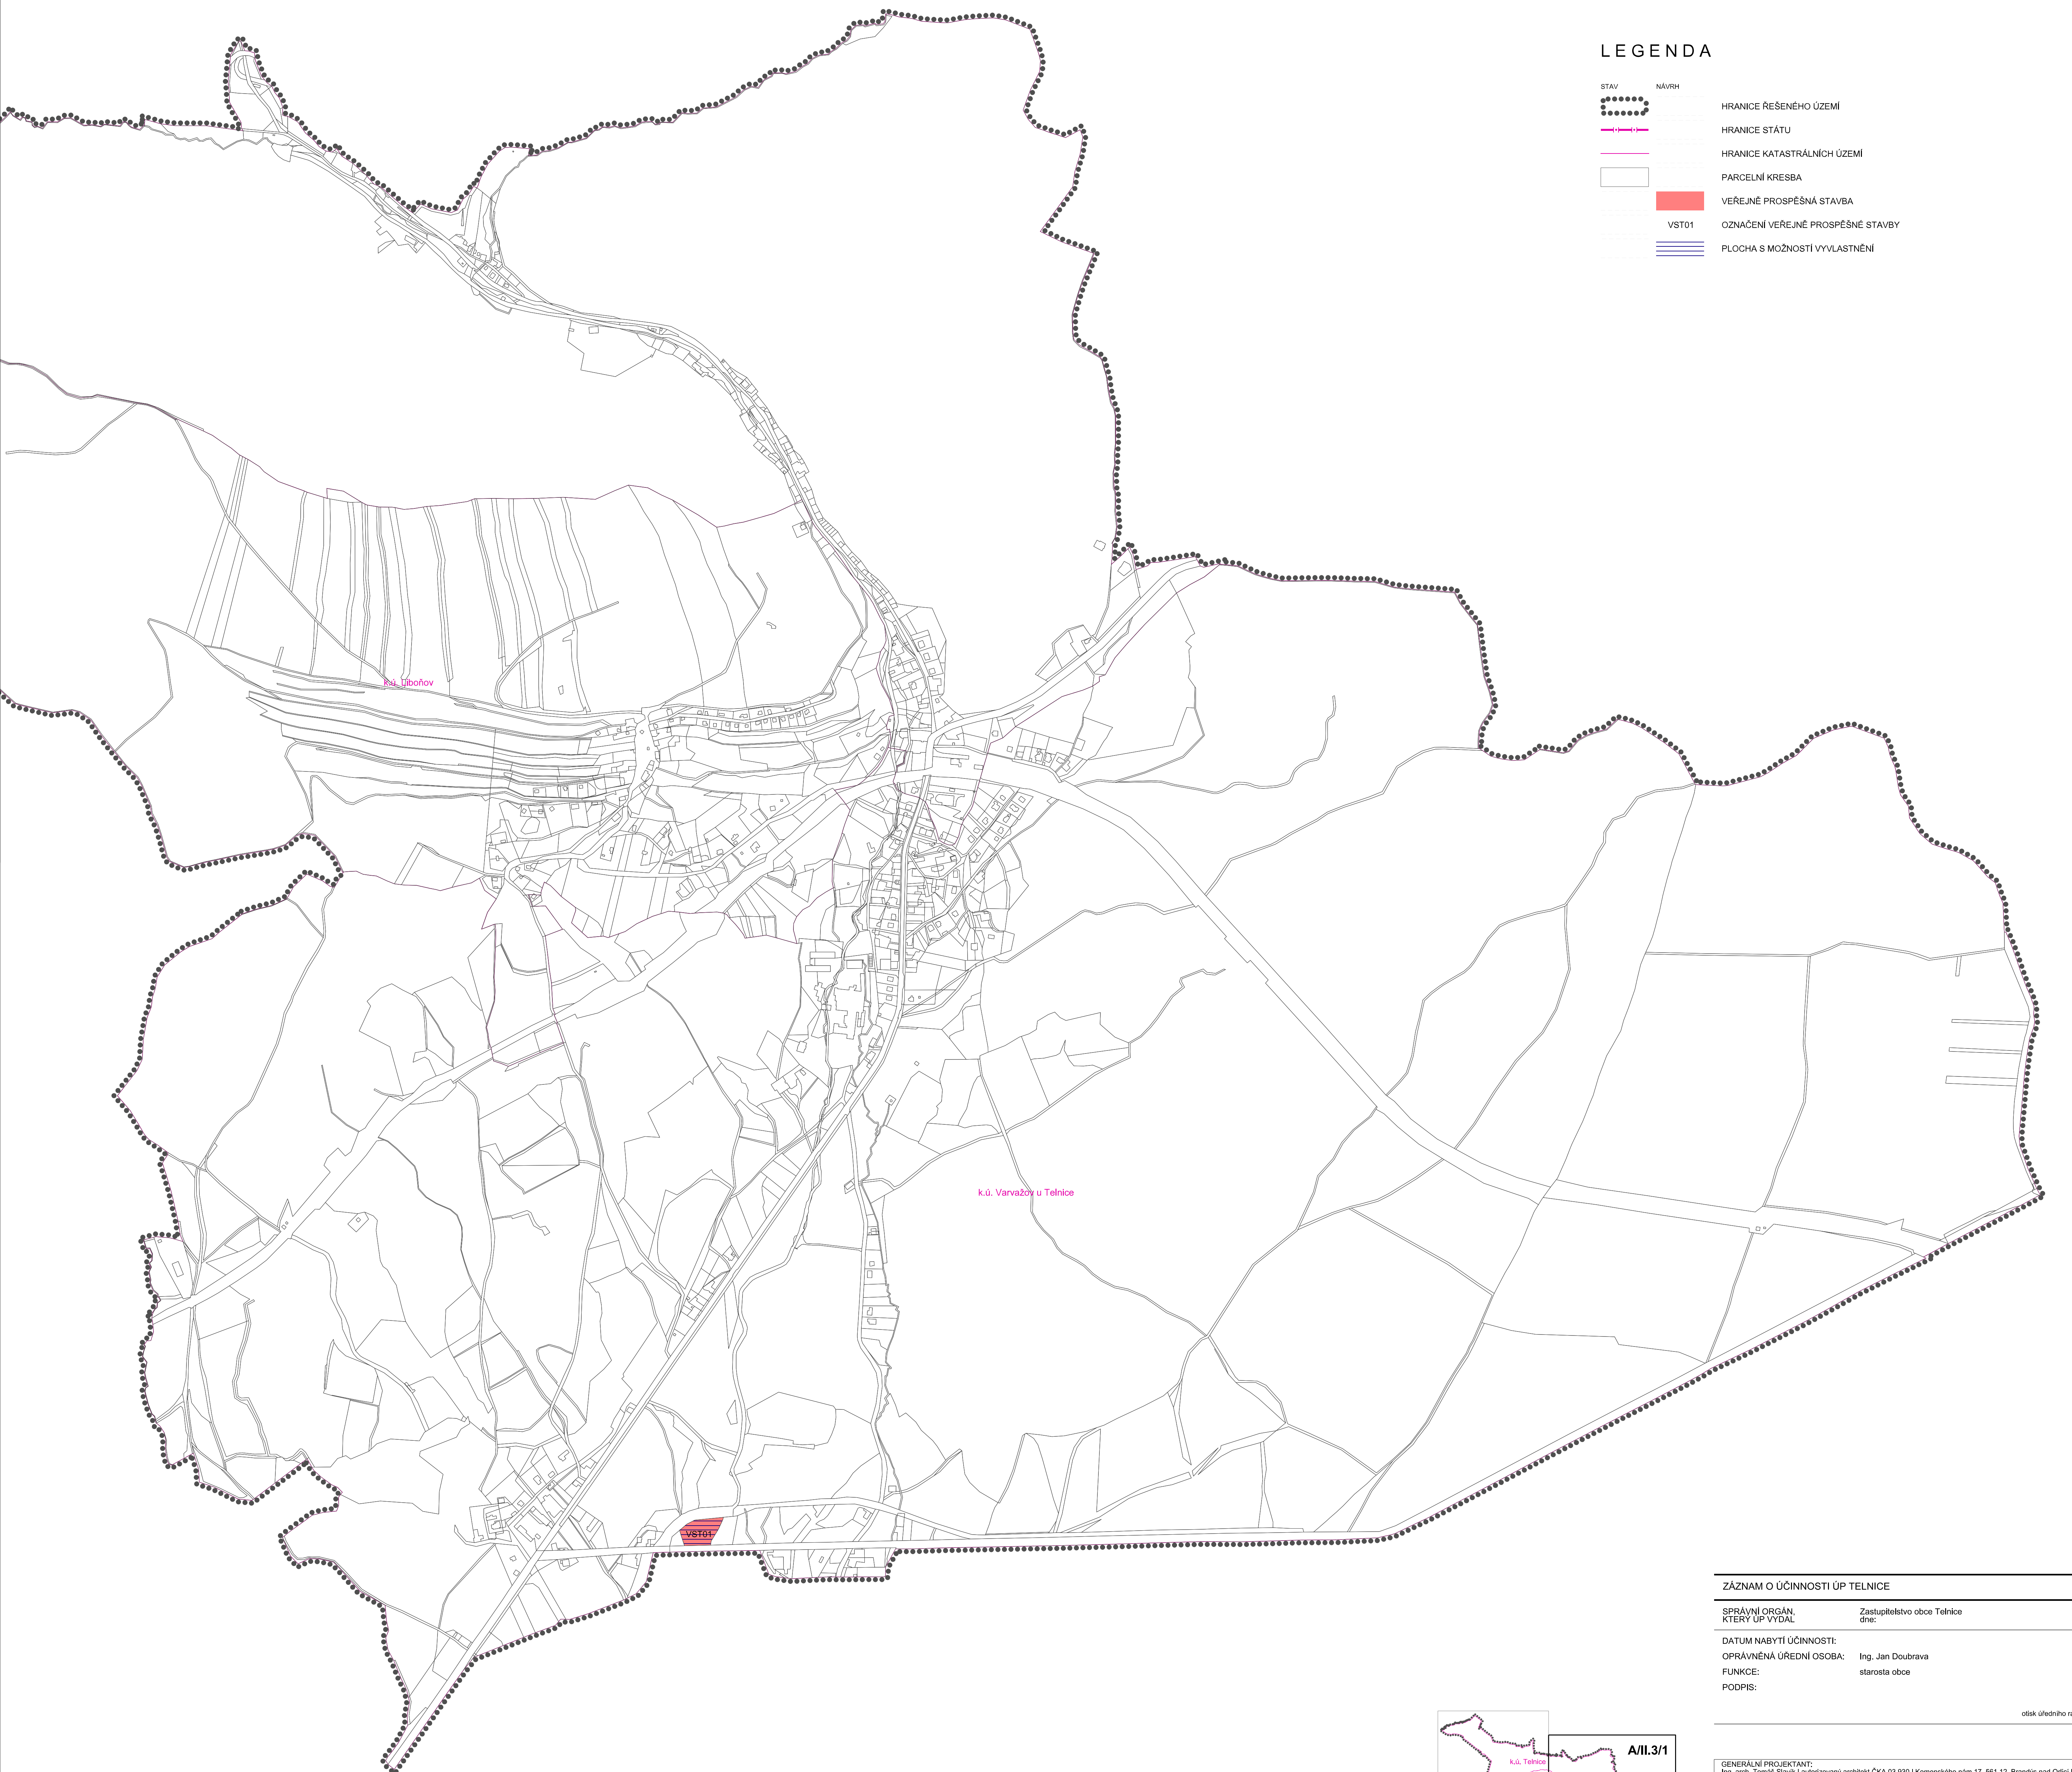 LEGENDA
STAV NÁVRH
HRANICE ŘEŠENÉHO ÚZEMÍ
HRANICE STÁTU
HRANICE KATASTRÁLNÍCH ÚZEMÍ
PARCELNÍ KRESBA
VEŘEJNĚ PROSPĚŠNÁ STAVBA
VST01 OZNAČENÍ VEŘEJNĚ PROSPĚŠNÉ STAVBY
PLOCHA S MOŽNOSTÍ VYVLASTNĚNÍ
k.ú. Liboňov
k.ú. Varvažov u Telnice
VST01
ZÁZNAM O ÚČINNOSTI ÚP TELNICE
SPRÁVNÍ ORGÁN, Zastupitelstvo obce Telnice
KTERÝ ÚP VYDAL dne:
DATUM NABYTÍ ÚČINNOSTI:
OPRÁVNĚNÁ ÚŘEDNÍ OSOBA: Ing. Jan Doubrava
FUNKCE: starosta obce
PODPIS:
otisk úředního
A/II.3/1
k.ú. Telnice
GENERÁLNÍ PROJEKTANT: